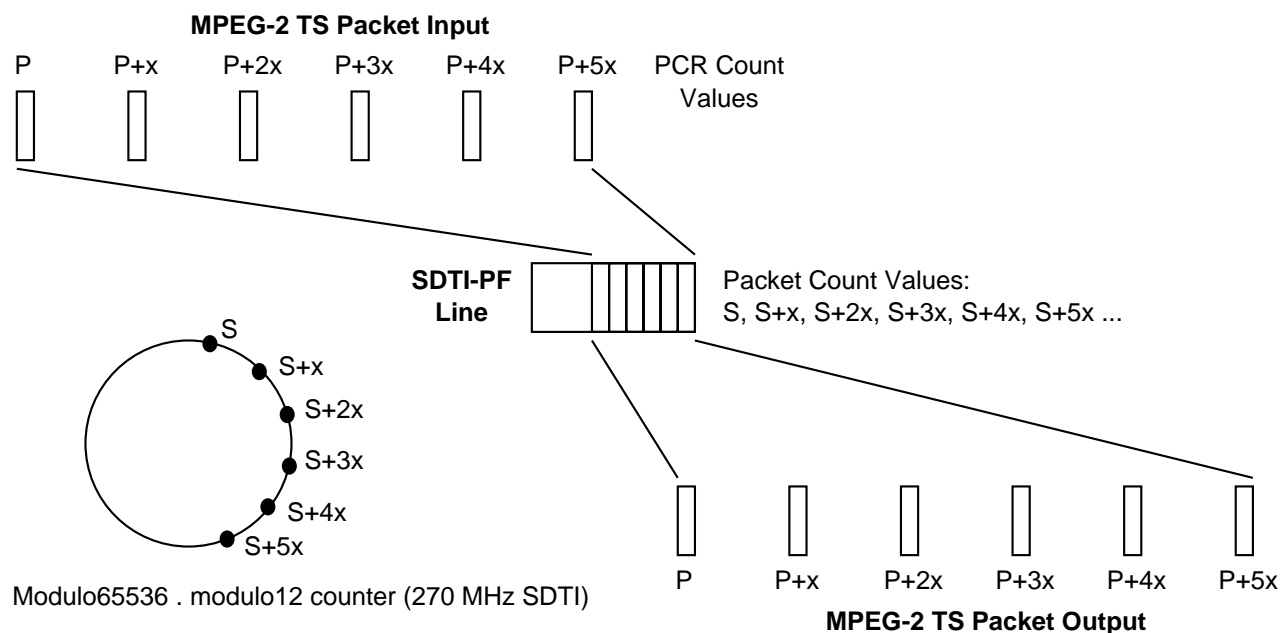 MPEG-2 TS Packet Input
P P+x P+2x P+3x P+4x P+5x PCR Count
Values
SDTI-PF
Line
Packet Count Values:
S, S+x, S+2x, S+3x, S+4x, S+5x ...
S
S+x
S+2x
S+3x
S+4x
S+5x
Modulo65536 . modulo12 counter (270 MHz SDTI)
P P+x P+2x P+3x P+4x P+5x
MPEG-2 TS Packet Output